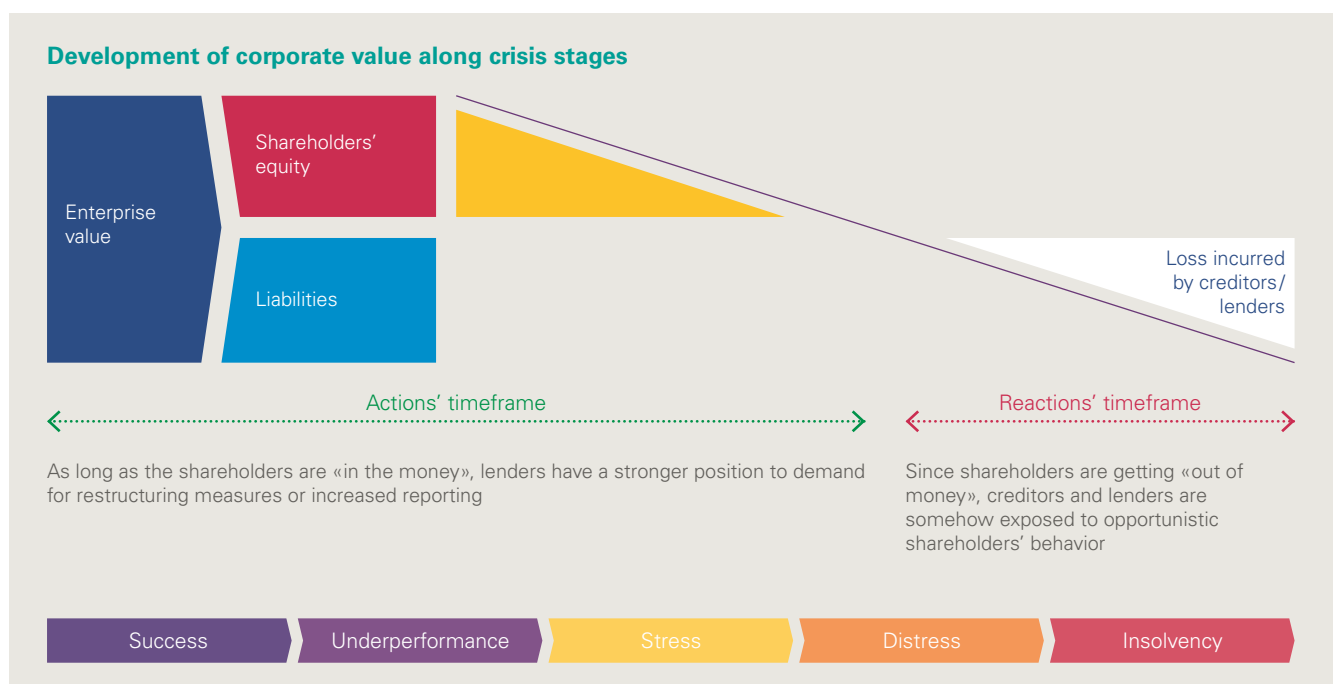 Development of corporate value along crisis stages
Enterprise
value
Shareholders'
equity
Liabilities
Loss incurred
by creditors/
lenders
Actions' timeframe
As long as the shareholders are «in the money», lenders have a stronger position to demand
for restructuring measures or increased reporting
Reactions' timeframe
Since shareholders are getting «out of
money», creditors and lenders are
somehow exposed to opportunistic
shareholders' behavior
Success
Underperformance
Stress
Distress
Insolvency